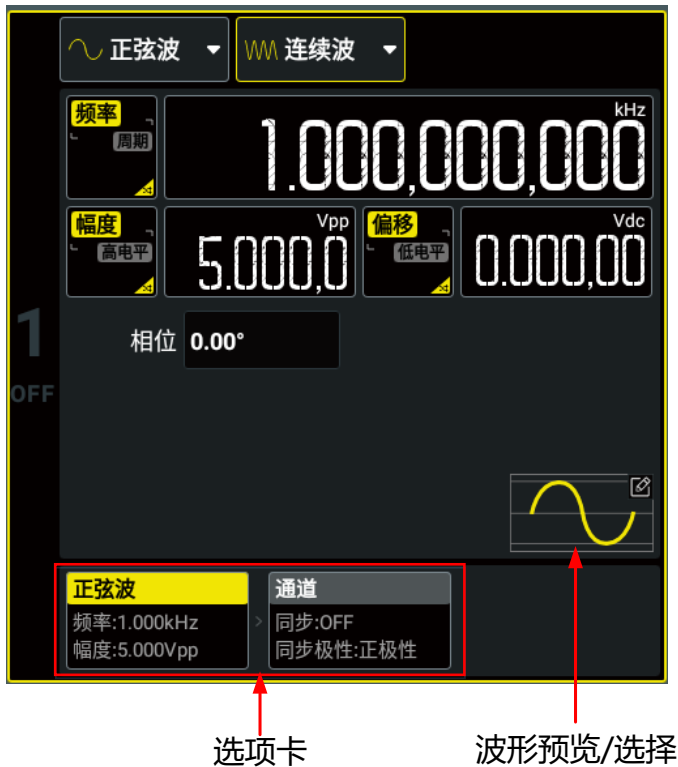 正弦波
连续波
频率
周期
kHz
1.000,000,000
幅度
高电平
Vpp
5.000,0
偏移
低电平
Vdc
0.000,00
1
OFF
相位 0.00°
正弦波
频率:1.000kHz
幅度:5.000Vpp
>
通道
同步:OFF
同步极性:正极性
选项卡
波形预览/选择